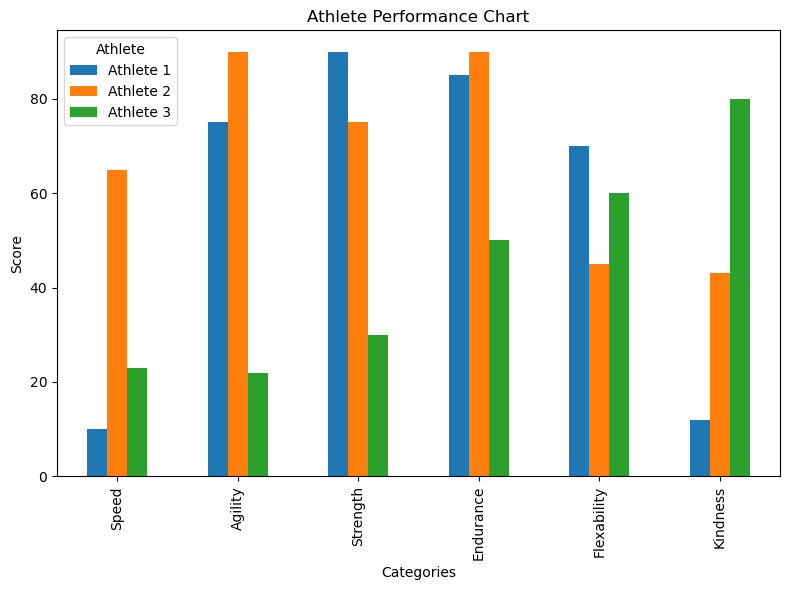 Athlete Performance Chart
Athlete
Athlete 1
Athlete 2
Athlete 3
Score
80
60
40
20
0
Speed
Agility
Strength
Endurance
Flexability
Kindness
Categories